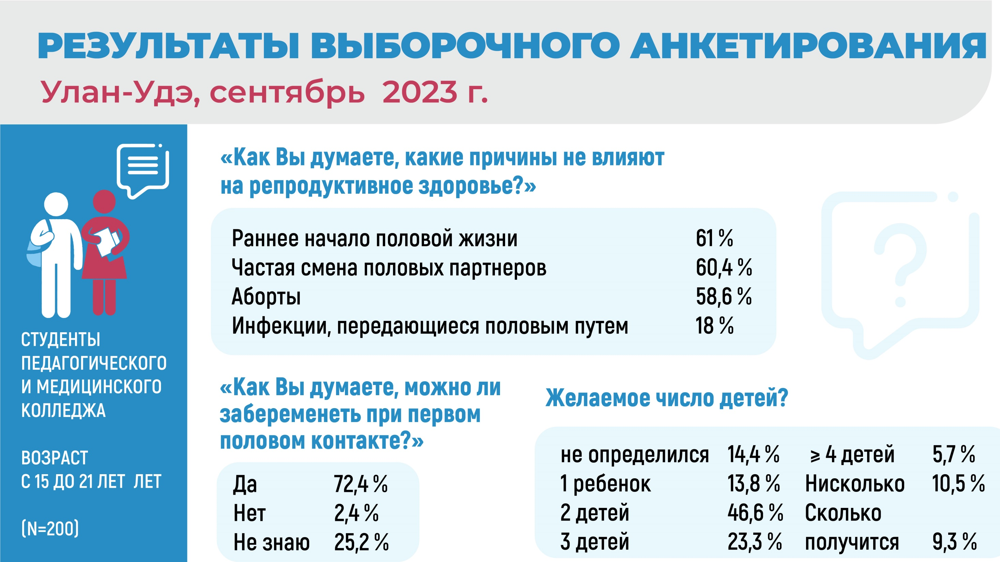 РЕЗУЛЬТАТЫ ВЫБОРОЧНОГО АНКЕТИРОВАНИЯ
Улан-Удэ, сентябрь 2023 г.
СТУДЕНТЫ
ПЕДАГОГИЧЕСКОГО
И МЕДИЦИНСКОГО
КОЛЛЕДЖА
ВОЗРАСТ
С 15 ДО 21 ЛЕТ ЛЕТ
(N=200)
«Как Вы думаете, какие причины не влияют
на репродуктивное здоровье?»
Раннее начало половой жизни 61 %
Частая смена половых партнеров 60,4 %
Аборты 58,6 %
Инфекции, передающиеся половым путем 18 %
«Как Вы думаете, можно ли
забеременеть при первом
половом контакте?»
Да 72,4 %
Нет 2,4 %
Не знаю 25,2 %
Желаемое число детей?
не определился 14,4 % ≥ 4 детей 5,7 %
1 ребенок 13,8 % Нисколько 10,5 %
2 детей 46,6 % Сколько
3 детей 23,3 % получится 9,3 %